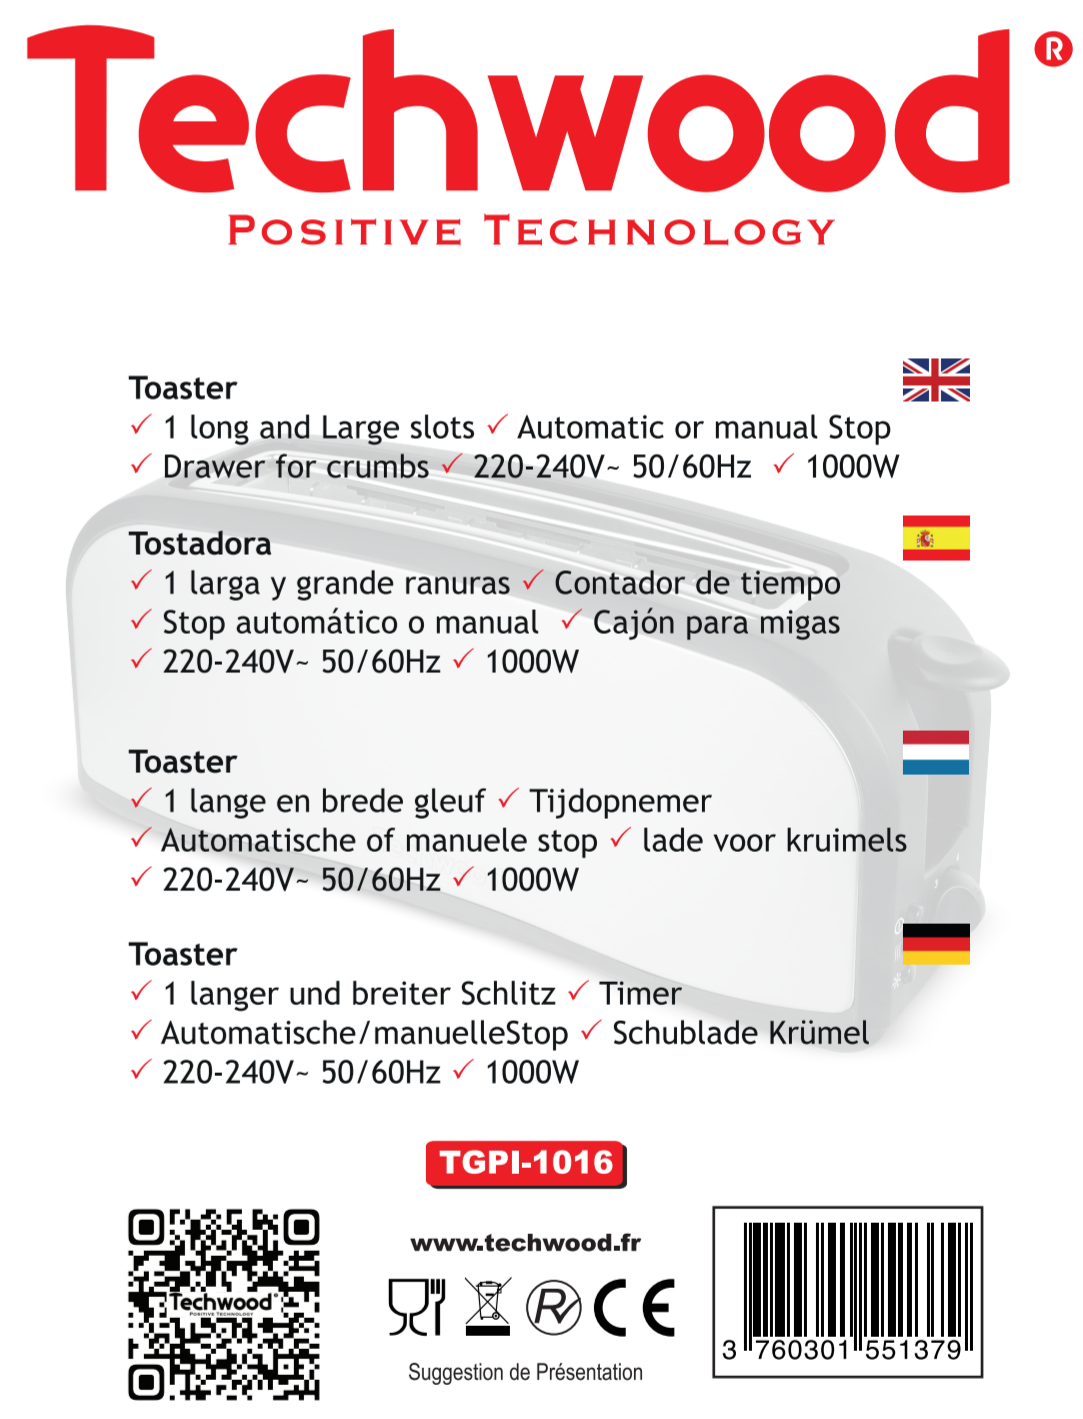 Techwood ®
POSITIVE TECHNOLOGY
Toaster
✓ 1 long and Large slots ✓ Automatic or manual Stop
✓ Drawer for crumbs ✓ 220-240V~ 50/60Hz ✓ 1000W
Tostadora
✓ 1 larga y grande ranuras ✓ Contador de tiempo
✓ Stop automático o manual ✓ Cajón para migas
✓ 220-240V~ 50/60Hz ✓ 1000W
Toaster
✓ 1 lange en brede gleuf ✓ Tijdopnemer
✓ Automatische of manuele stop ✓ lade voor kruimels
✓ 220-240V~ 50/60Hz ✓ 1000W
Toaster
✓ 1 langer und breiter Schlitz ✓ Timer
✓ Automatische/manuelleStop ✓ Schublade Krümel
✓ 220-240V~ 50/60Hz ✓ 1000W
TGPI-1016
www.techwood.fr
Techwood
POSITIVE TECHNOLOGY
R CE
Suggestion de Présentation
3 760301 551379